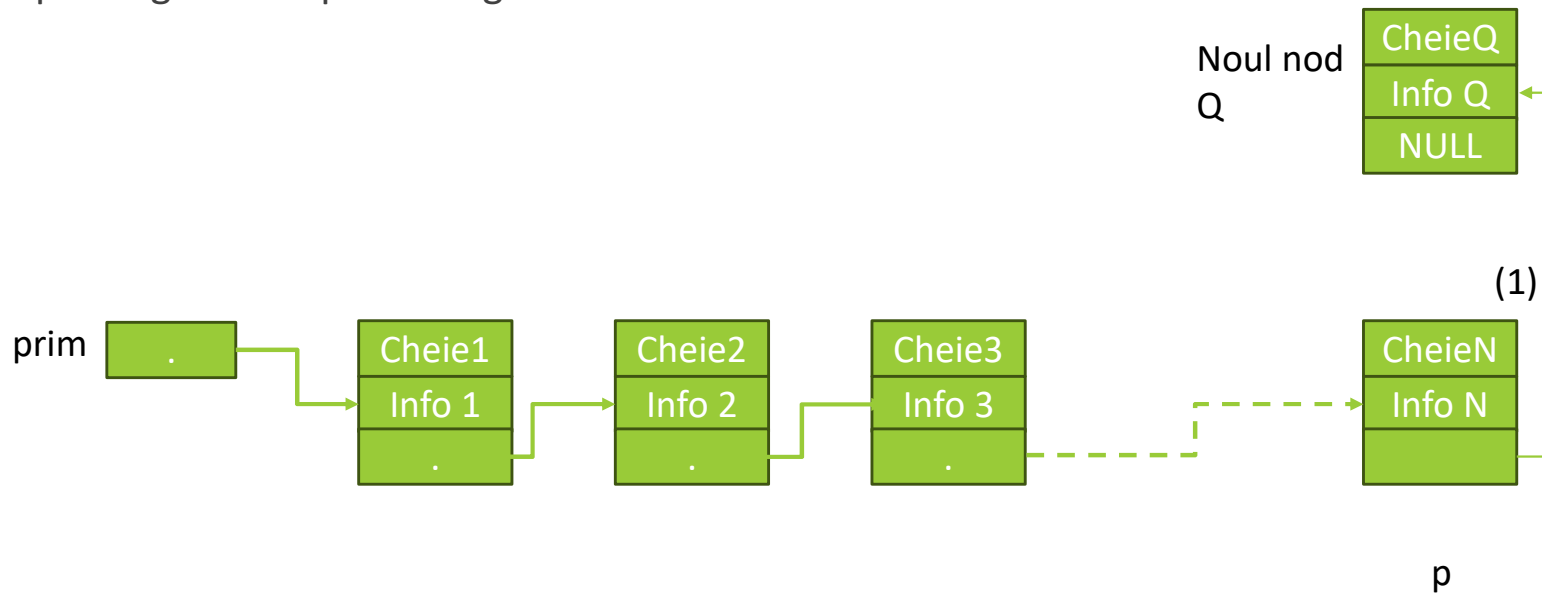 Noul nod
Q
CheieQ
Info Q
NULL
(1)
prim
.
Cheie1
Info 1
.
Cheie2
Info 2
.
Cheie3
Info 3
.
CheieN
Info N
p